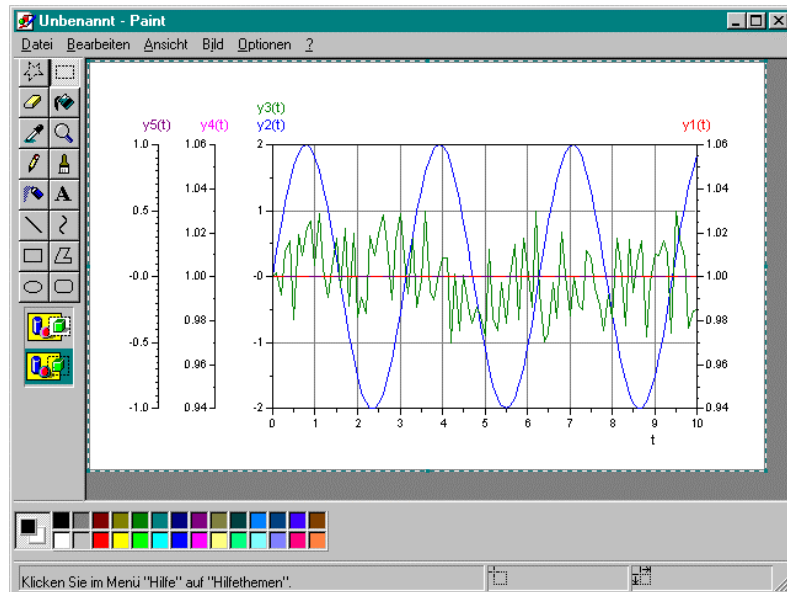 Unbenannt - Paint
Datei Bearbeiten Ansicht Bild Optionen ?
y3(t)
y5(t) y4(t) y2(t) y1(t)
1.0 1.06 2 1.06
1.04 1.04
0.5 1.02 1 1.02
-0.0 1.00 -0 1.00
0.98 0.98
-0.5 -1
0.96 0.96
-1.0 0.94 -2 0.94
0 1 2 3 4 5 6 7 8 9 10
t
Klicken Sie im Menü "Hilfe" auf "Hilfethemen".